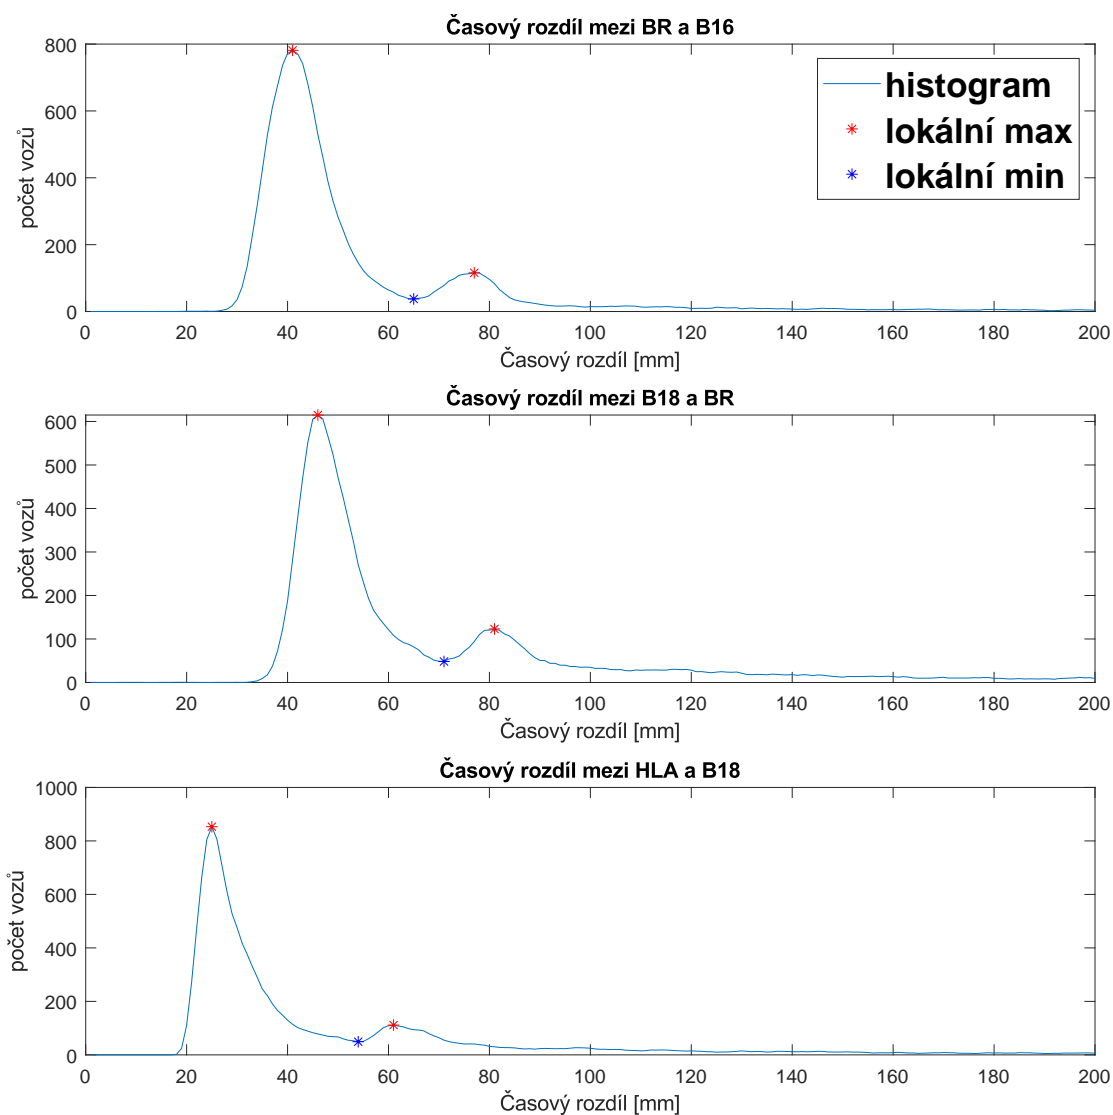 Časový rozdíl mezi BR a B16
800
600
400
200
0
počet vozů
histogram
lokální max
lokální min
0 20 40 60 80 100 120 140 160 180 200
Časový rozdíl [mm]
Časový rozdíl mezi B18 a BR
600
500
400
300
200
100
0
počet vozů
0 20 40 60 80 100 120 140 160 180 200
Časový rozdíl [mm]
Časový rozdíl mezi HLA a B18
1000
800
600
400
200
0
počet vozů
0 20 40 60 80 100 120 140 160 180 200
Časový rozdíl [mm]